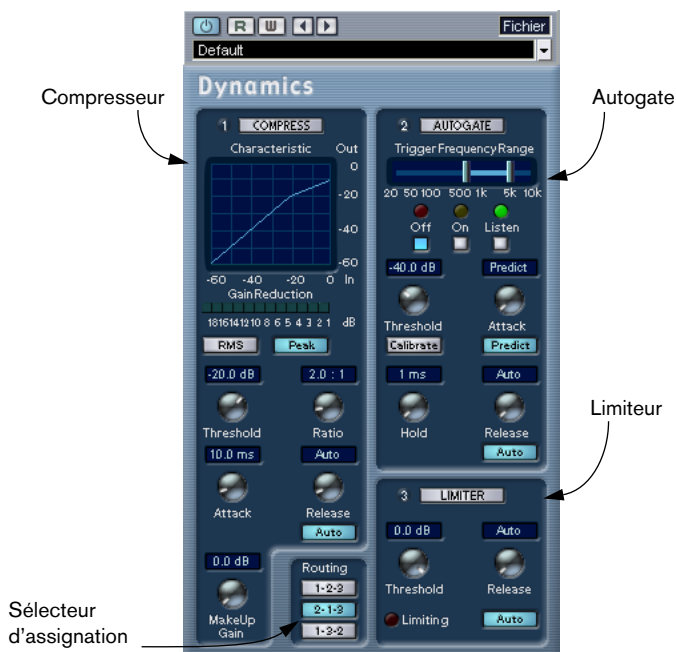 R W
Fichier
Default
Dynamics
Compresseur
1 COMPRESS
Characteristic Out
0
-20
-40
-60
-60 -40 -20 0 In
GainReduction
18 16 14 12 10 8 6 5 4 3 2 1 dB
RMS Peak
-20.0 dB 2.0 : 1
Threshold Ratio
10.0 ms Auto
Attack Release
Auto
0.0 dB
MakeUp
Gain
Routing
1-2-3
2-1-3
1-3-2
Sélecteur
d'assignation
Autogate
2 AUTOGATE
TriggerFrequencyRange
20 50 100 500 1k 5k 10k
Off On Listen
-40.0 dB Predict
Threshold Attack
Calibrate Predict
1 ms Auto
Hold Release
Auto
Limiteur
3 LIMITER
0.0 dB Auto
Threshold Release
Limiting Auto